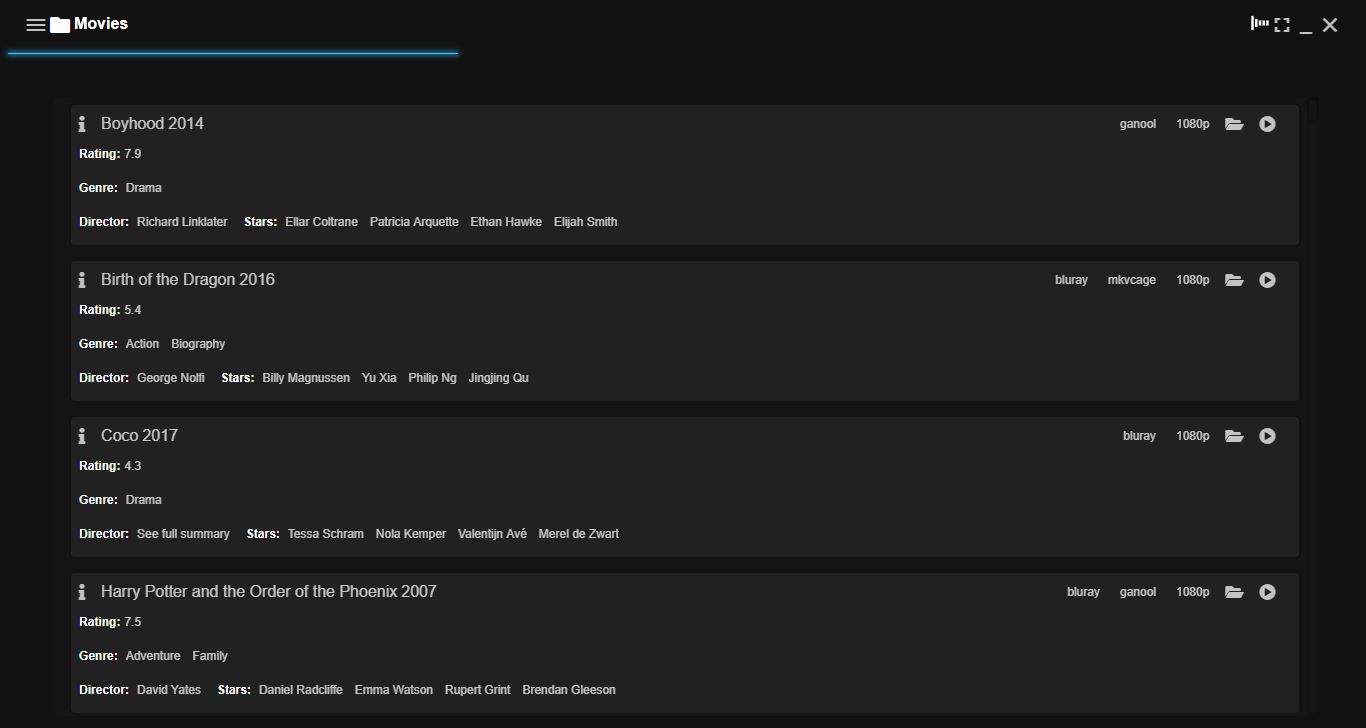 Movies
Boyhood 2014 ganool 1080p
Rating: 7.9
Genre: Drama
Director: Richard Linklater Stars: Ellar Coltrane Patricia Arquette Ethan Hawke Elijah Smith
Birth of the Dragon 2016 bluray mkvcage 1080p
Rating: 5.4
Genre: Action Biography
Director: George Nolfi Stars: Billy Magnussen Yu Xia Philip Ng Jingjing Qu
Coco 2017 bluray 1080p
Rating: 4.3
Genre: Drama
Director: See full summary Stars: Tessa Schram Nola Kemper Valentijn Avé Merel de Zwart
Harry Potter and the Order of the Phoenix 2007 bluray ganool 1080p
Rating: 7.5
Genre: Adventure Family
Director: David Yates Stars: Daniel Radcliffe Emma Watson Rupert Grint Brendan Gleeson